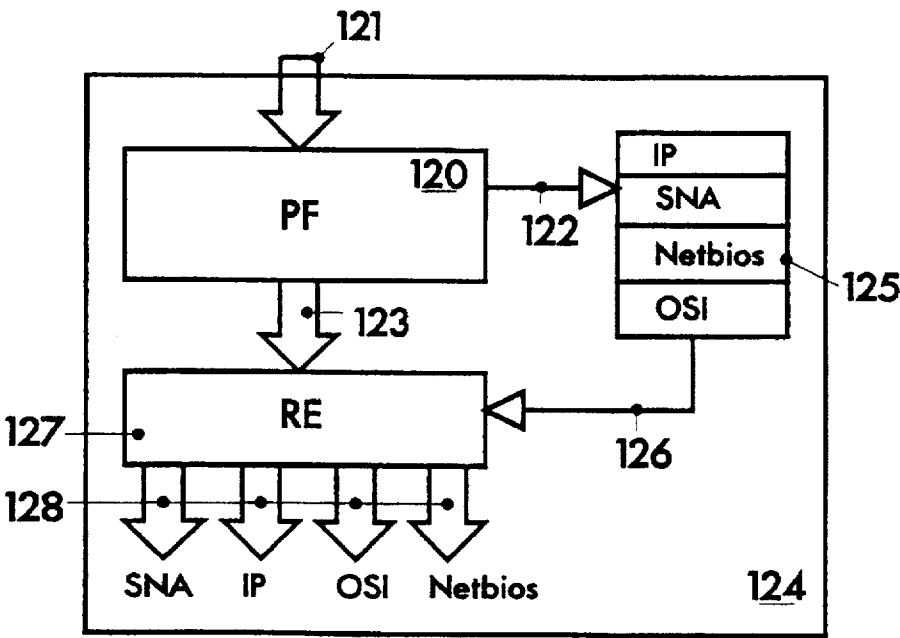 121
120
IP
PF
SNA
122
Netbios
125
123
OSI
RE
127
126
128
SNA IP OSI Netbios
124